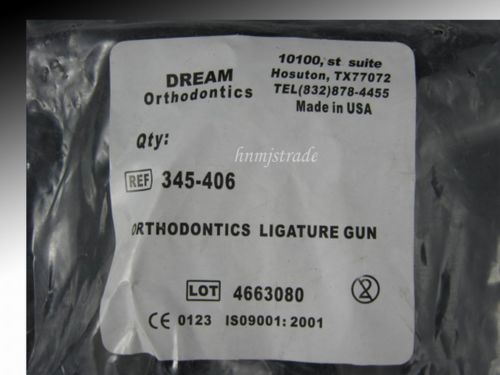 DREAM
Orthodontics
10100, st suite
Hosuton, TX77072
TEL(832)878-4455
Made in USA
Qty:
hnmjstrade
REF 345-406
ORTHODONTICS LIGATURE GUN
LOT 4663080
CE 0123 ISO9001: 2001